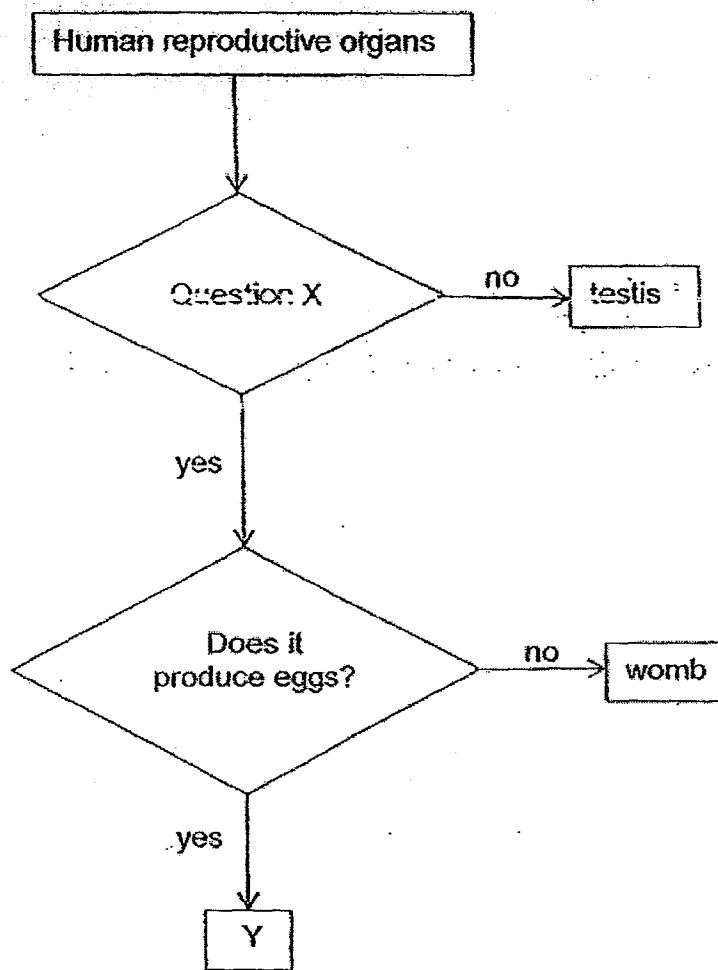 Human reproductive organs
Question X
no
testis
yes
Does it
produce eggs?
no
womb
yes
Y